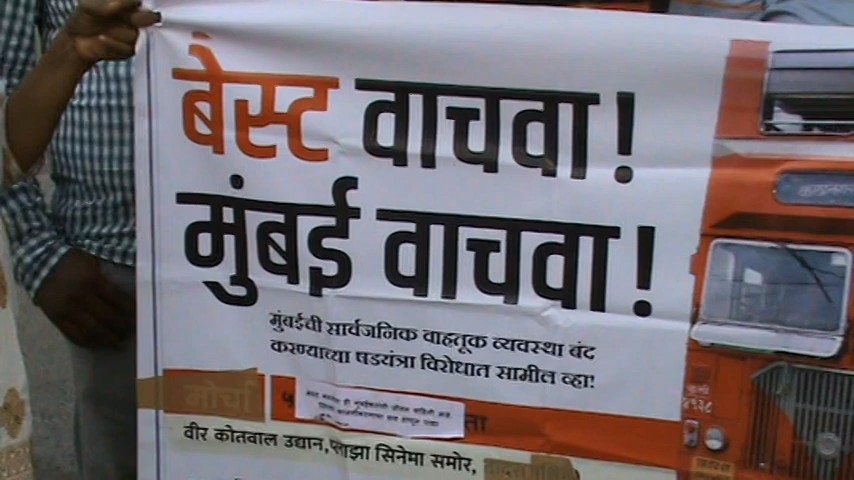 बेस्ट वाचवा!
मुंबई वाचवा!
मुंबईची सार्वजनिक वाहतूक व्यवस्था बंद
करण्याच्या षडयंत्रा विरोधात सामील व्हा!
मोर्चा
वीर कोतवाल उद्यान, प्लाझा सिनेमा समोर,